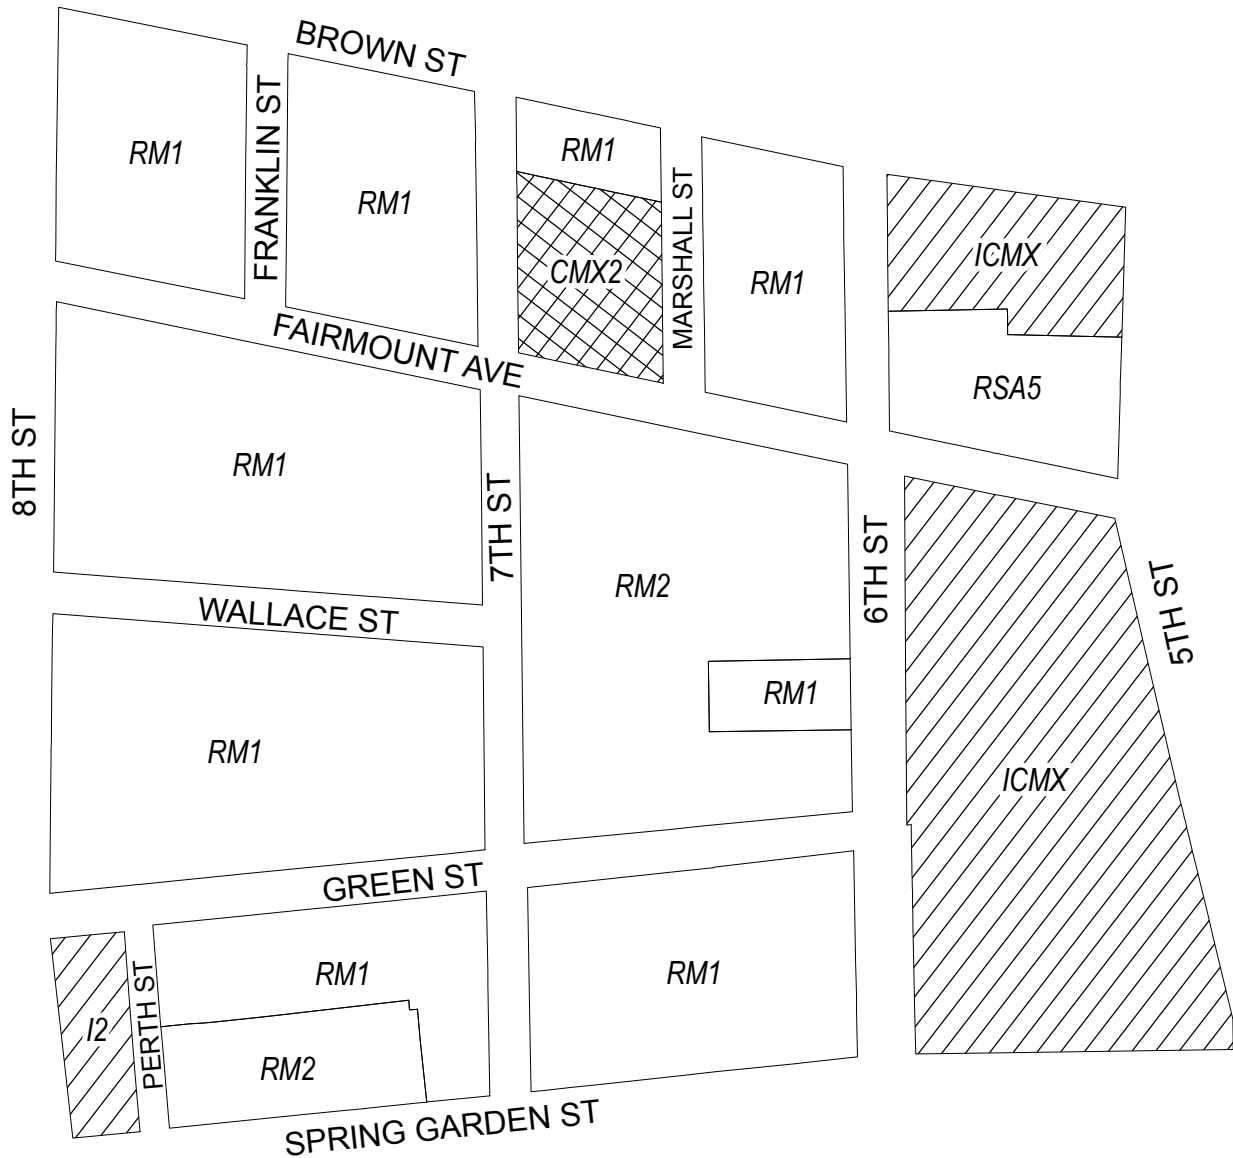 BROWN ST
RM1
FRANKLIN ST
RM1
RM1
CMX2
MARSHALL ST
RM1
ICMX
RSA5
FAIRMOUNT AVE
8TH ST
RM1
7TH ST
RM2
6TH ST
5TH ST
WALLACE ST
RM1
RM1
ICMX
GREEN ST
I2
PERTH ST
RM1
RM2
RM1
SPRING GARDEN ST